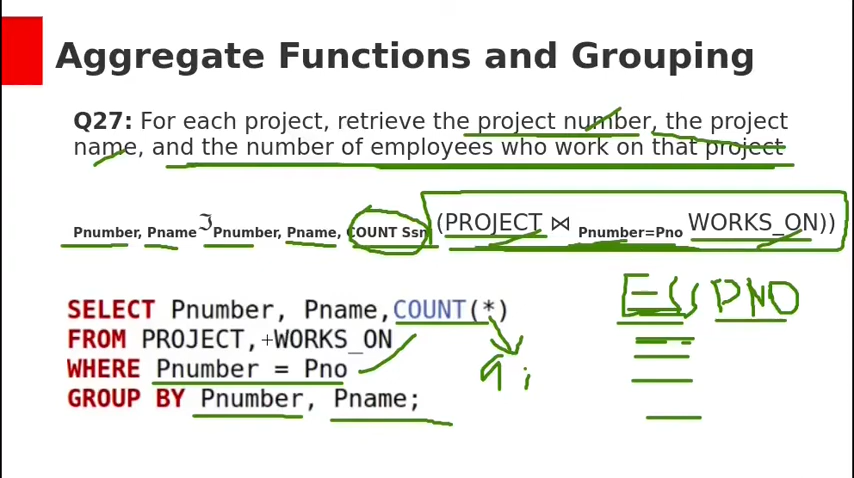 Aggregate Functions and Grouping
Q27: For each project, retrieve the project number, the project
name, and the number of employees who work on that project
Pnumber, Pname ℑ Pnumber, Pname, COUNT Ssn (PROJECT ⋈ Pnumber=Pno WORKS_ON))
SELECT Pnumber, Pname,COUNT(*)
FROM PROJECT, WORKS_ON
WHERE Pnumber = Pno
GROUP BY Pnumber, Pname;
PNO